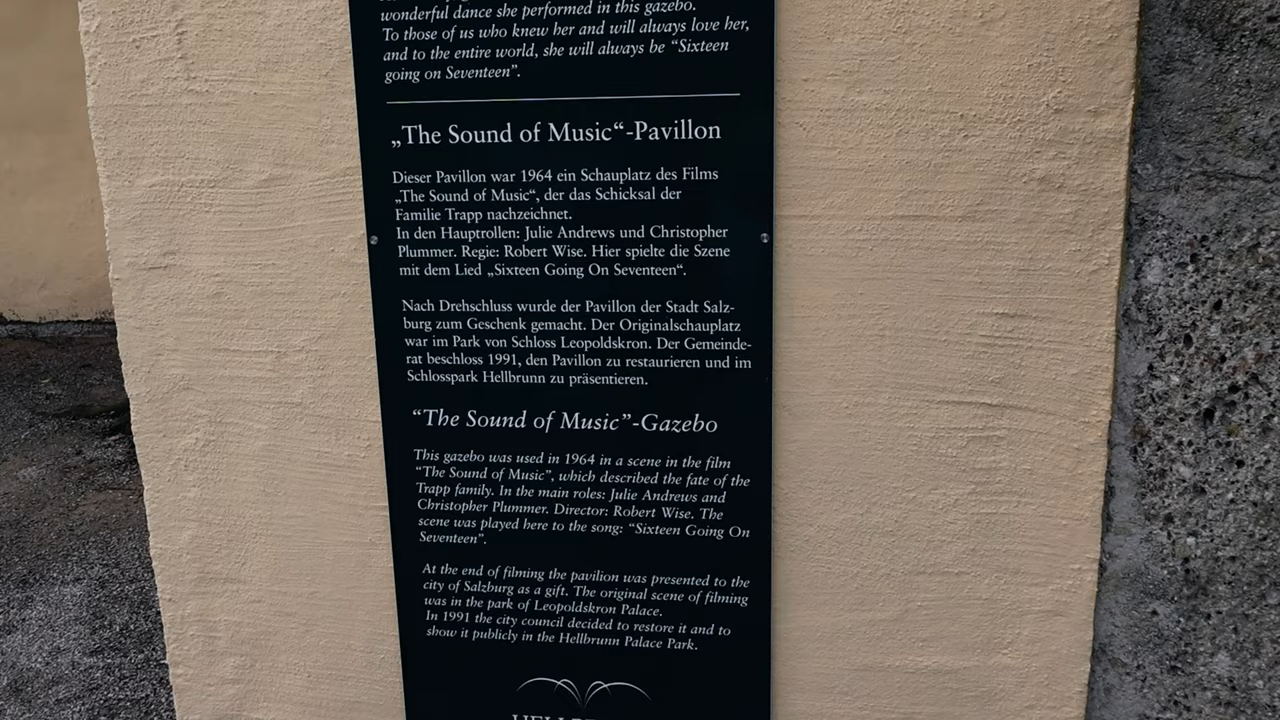 wonderful dance she performed in this gazebo.
To those of us who knew her and will always love her,
and to the entire world, she will always be “Sixteen
going on Seventeen”.
„The Sound of Music“-Pavillon
Dieser Pavillon war 1964 ein Schauplatz des Films
„The Sound of Music“, der das Schicksal der
Familie Trapp nachzeichnet.
In den Hauptrollen: Julie Andrews und Christopher
Plummer. Regie: Robert Wise. Hier spielte die Szene
mit dem Lied „Sixteen Going On Seventeen“.
Nach Drehschluss wurde der Pavillon der Stadt Salz-
burg zum Geschenk gemacht. Der Originalschauplatz
war im Park von Schloss Leopoldskron. Der Gemeinde-
rat beschloss 1991, den Pavillon zu restaurieren und im
Schlosspark Hellbrunn zu präsentieren.
“The Sound of Music”-Gazebo
This gazebo was used in 1964 in a scene in the film
“The Sound of Music”, which described the fate of the
Trapp family. In the main roles: Julie Andrews and
Christopher Plummer. Director: Robert Wise. The
scene was played here to the song: “Sixteen Going On
Seventeen”.
At the end of filming the pavilion was presented to the
city of Salzburg as a gift. The original scene of filming
was in the park of Leopoldskron Palace.
In 1991 the city council decided to restore it and to
show it publicly in the Hellbrunn Palace Park.